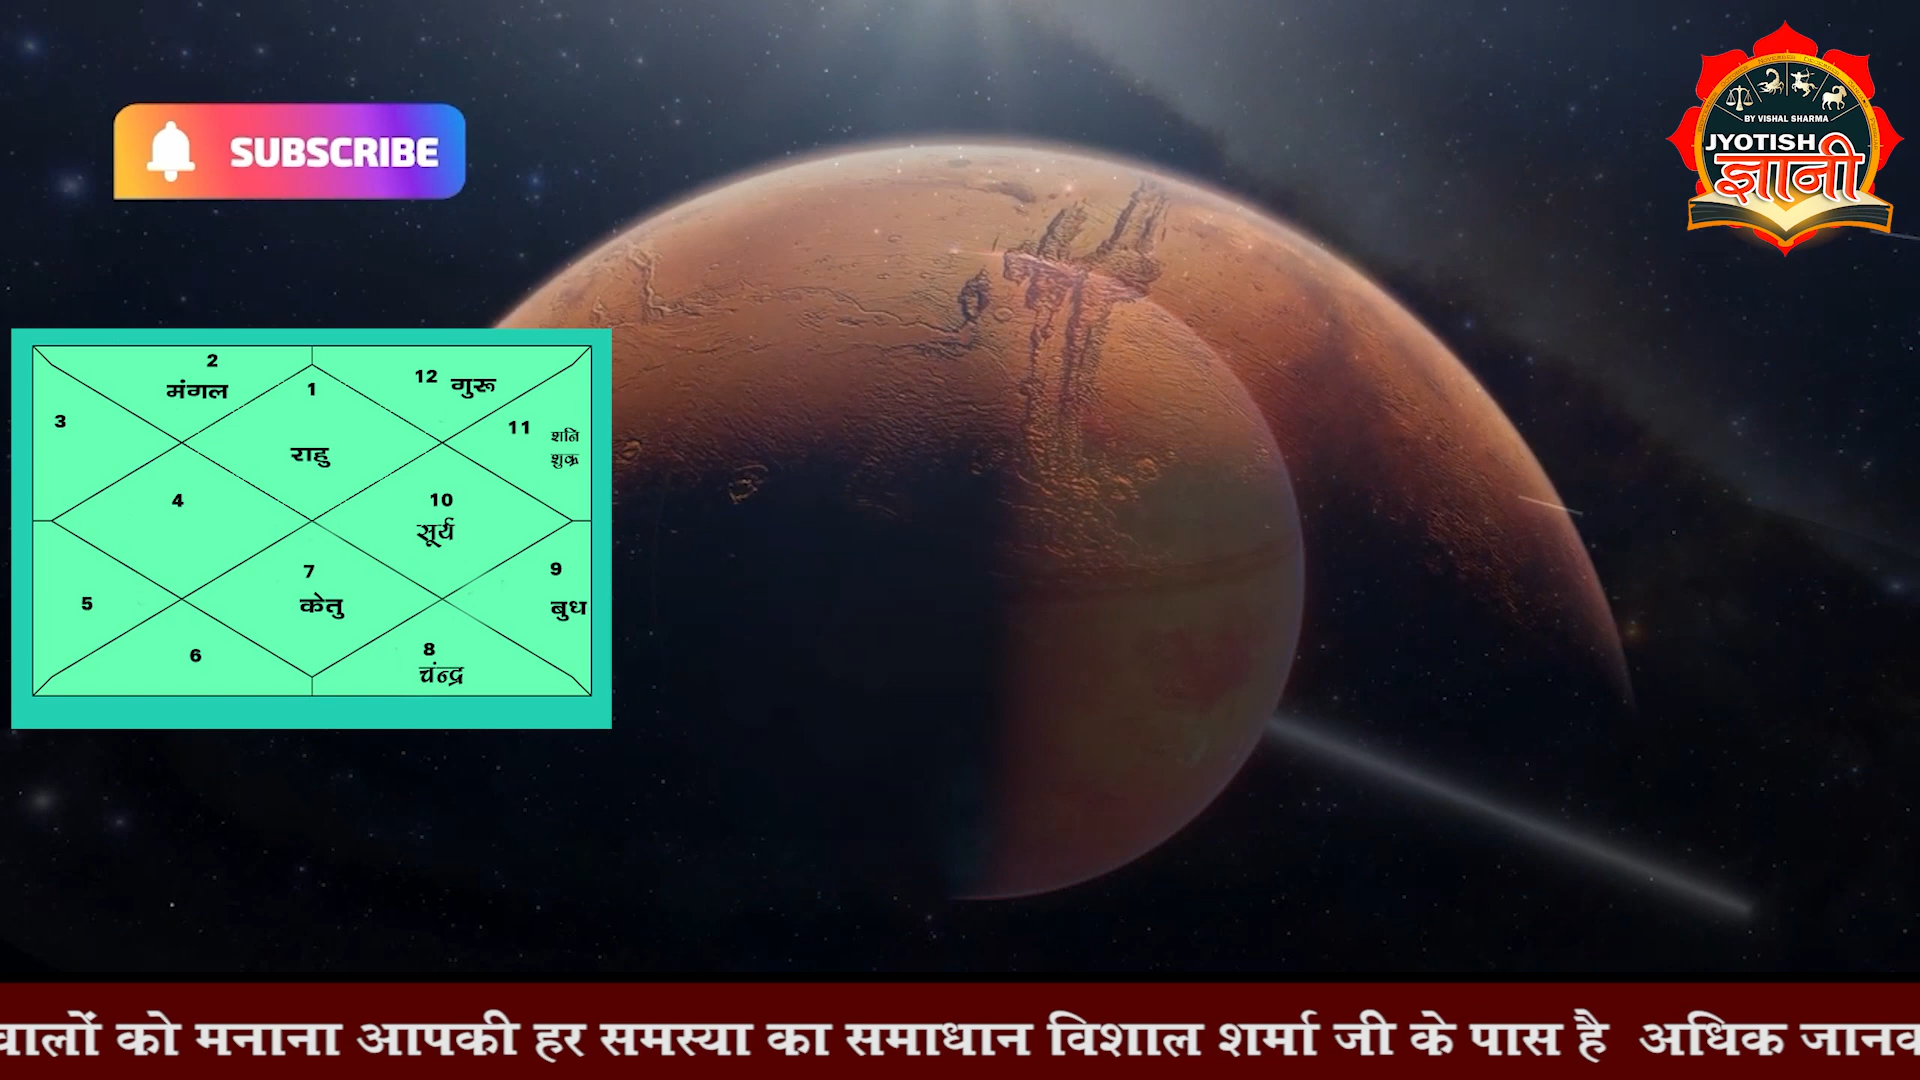 SUBSCRIBE
BY VISHAL SHARMA
JYOTISH
ज्ञानी
2
मंगल
1
12 गुरू
3
11 शनि
शुक्र
राहु
4
10
सूर्य
7
केतु
9
बुध
5
6
8
चंन्द्र
वालों को मनाना आपकी हर समस्या का समाधान विशाल शर्मा जी के पास है अधिक